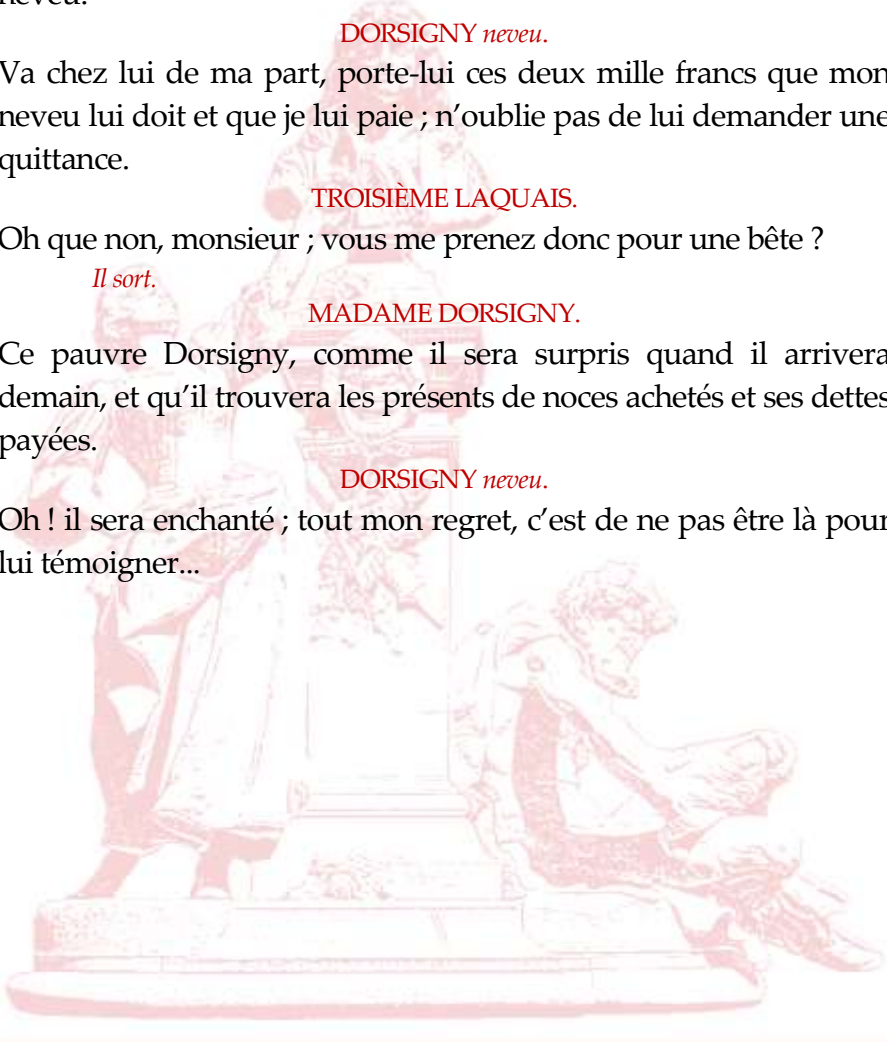 neveu.
DORSIGNY neveu.
Va chez lui de ma part, porte-lui ces deux mille francs que mon
neveu lui doit et que je lui paie ; n’oublie pas de lui demander une
quittance.
TROISIÈME LAQUAIS.
Oh que non, monsieur ; vous me prenez donc pour une bête ?
Il sort.
MADAME DORSIGNY.
Ce pauvre Dorsigny, comme il sera surpris quand il arrivera
demain, et qu’il trouvera les présents de noces achetés et ses dettes
payées.
DORSIGNY neveu.
Oh ! il sera enchanté ; tout mon regret, c’est de ne pas être là pour
lui témoigner...